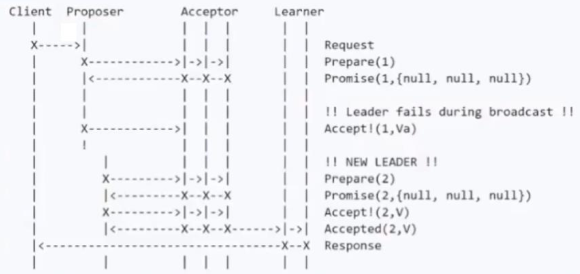 Client Proposer Acceptor Learner
X----->| | | | | | Request
| X---------->|->|->| | | Prepare(1)
| |<----------X--X--X | | Promise(1,{null, null, null})
!! Leader fails during broadcast !!
| X---------->| | | | | Accept!(1,Va)
| !
!! NEW LEADER !!
| X--------->|->|->| | | Prepare(2)
| |<---------X--X--X | | Promise(2,{null, null, null})
| X--------->|->|->| | | Accept!(2,V)
| |<---------X--X--X------>|->| Accepted(2,V)
|<---------------------------------X--X Response